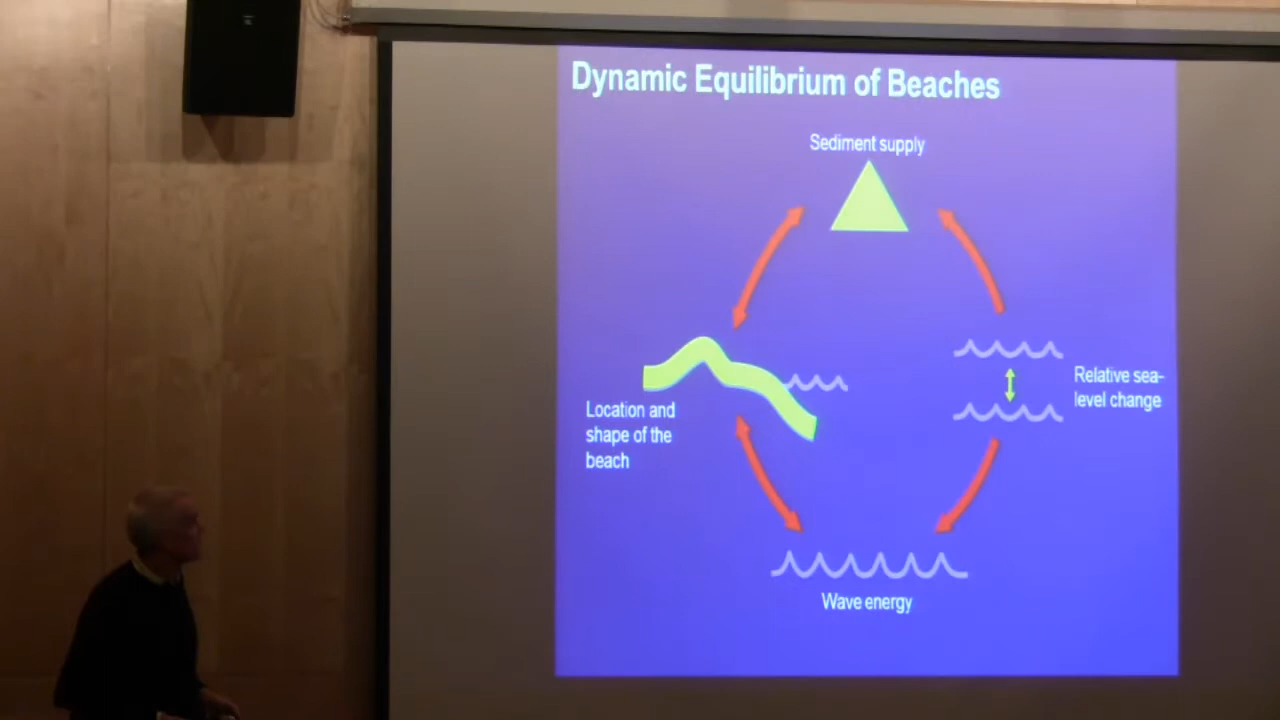 Dynamic Equilibrium of Beaches
Sediment supply
Location and
shape of the
beach
Relative sea-
level change
Wave energy